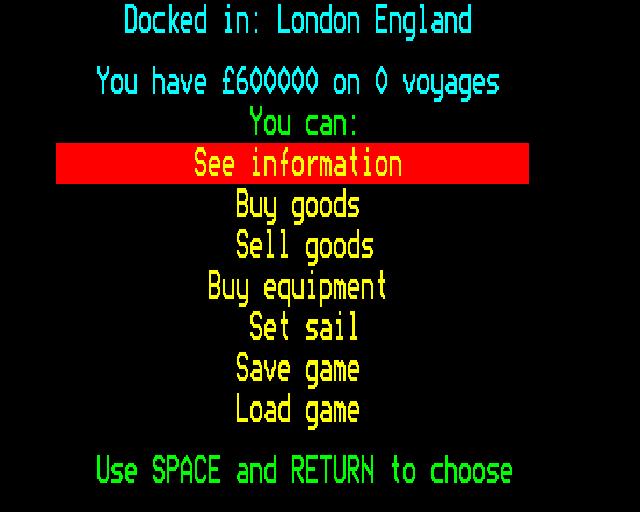 Docked in: London England
You have £600000 on 0 voyages
You can:
See information
Buy goods
Sell goods
Buy equipment
Set sail
Save game
Load game
Use SPACE and RETURN to choose